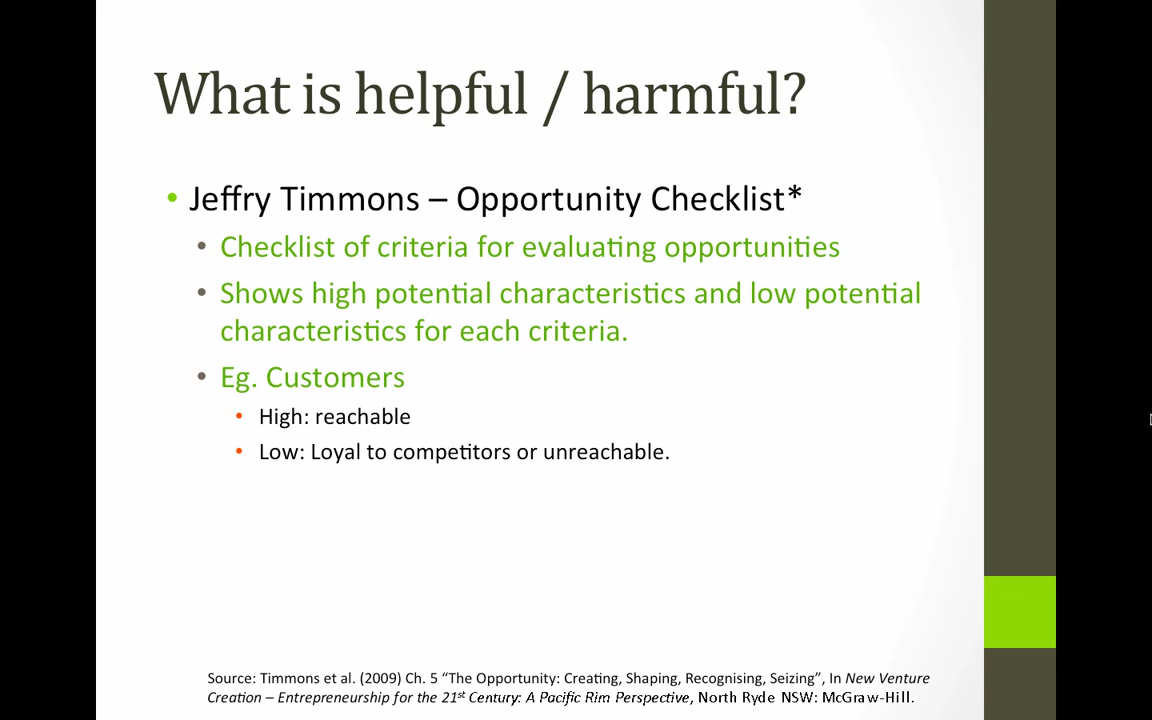 What is helpful / harmful?
• Jeffry Timmons – Opportunity Checklist*
• Checklist of criteria for evaluating opportunities
• Shows high potential characteristics and low potential
characteristics for each criteria.
• Eg. Customers
• High: reachable
• Low: Loyal to competitors or unreachable.
Source: Timmons et al. (2009) Ch. 5 “The Opportunity: Creating, Shaping, Recognising, Seizing”, In New Venture
Creation – Entrepreneurship for the 21st Century: A Pacific Rim Perspective, North Ryde NSW: McGraw-Hill.